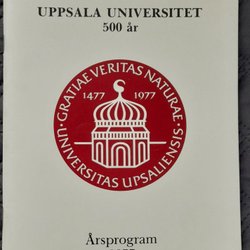 UPPSALA UNIVERSITET
500 år
GRATIAE VERITAS NATURAE
1477 1977
UNIVERSITAS UPSALIENSIS
Årsprogram